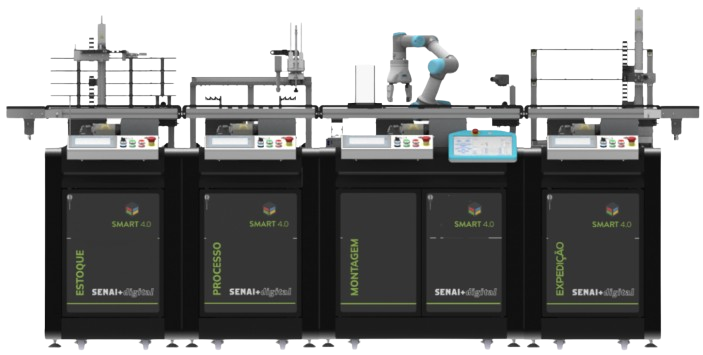 SMART 4.0
ESTOQUE
SENAI+digital
SMART 4.0
PROCESSO
SENAI+digital
MONTAGEM
SMART 4.0
SENAI+digital
SMART 4.0
EXPEDIÇÃO
SENAI+digital